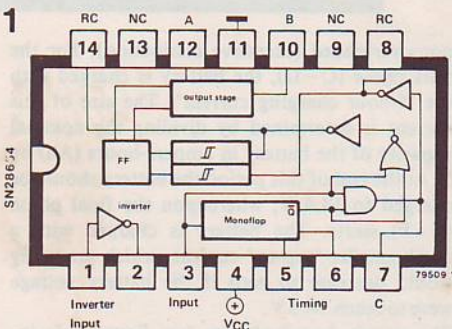 1
RC NC A B NC RC
14 13 12 11 10 9 8
output stage
FF
SN28654
inverter
Monoflop Q
79509
1 2 3 4 5 6 7
Inverter Input Timing C
Input VCC